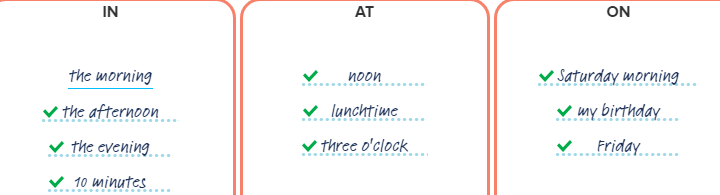 IN
the morning
the afternoon
the evening
10 minutes
AT
noon
lunchtime
three o'clock
ON
Saturday morning
my birthday
Friday